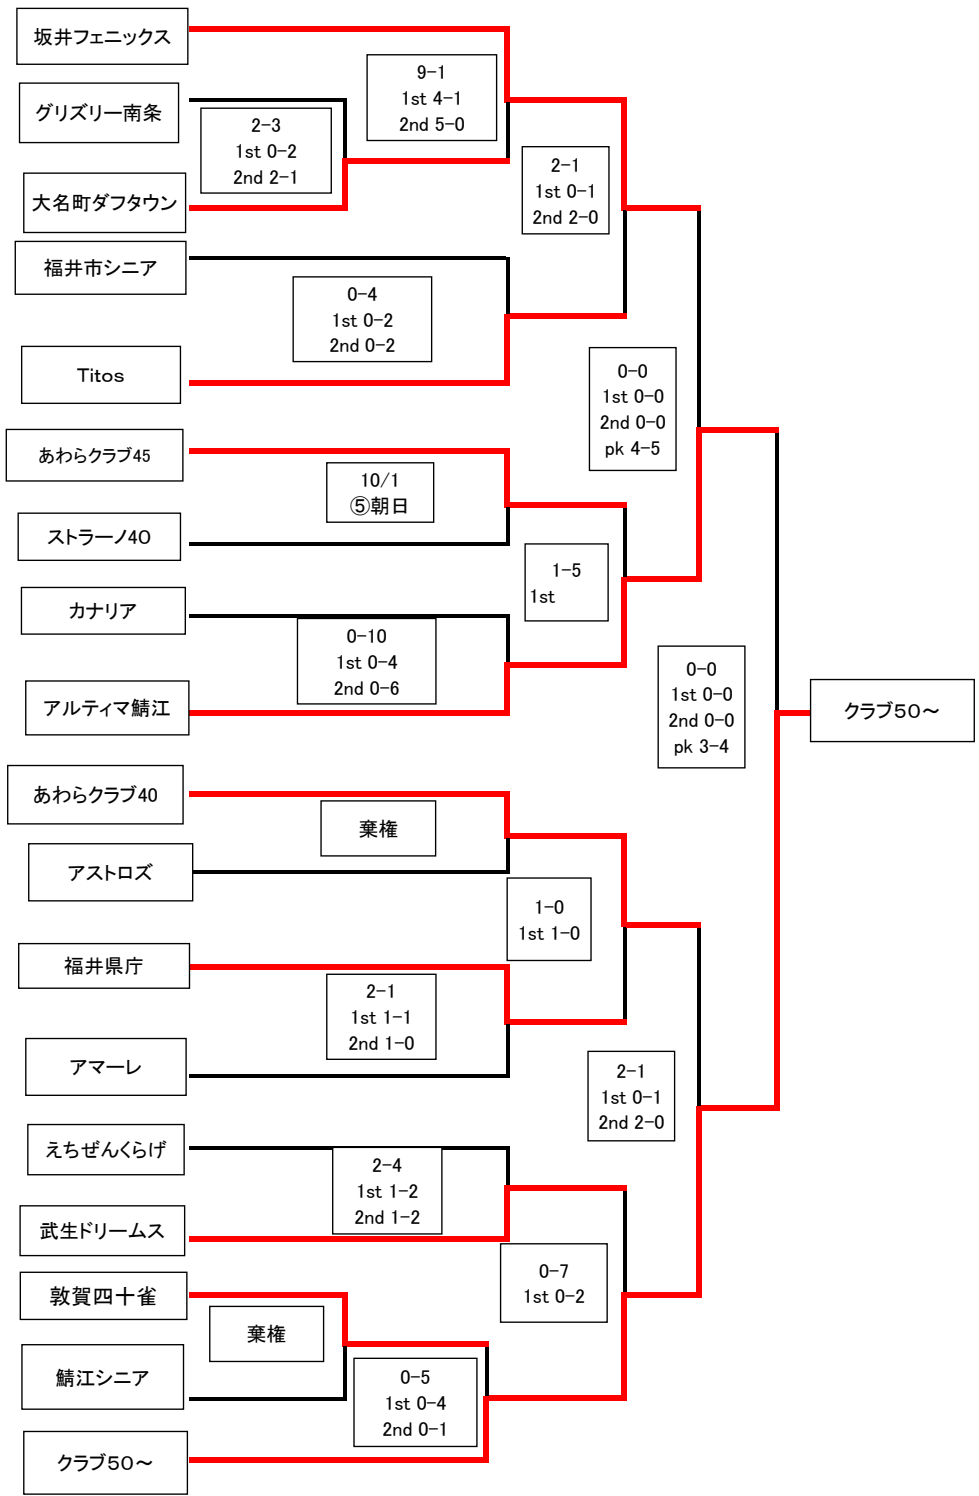 坂井フェニックス
9-1
1st 4-1
2nd 5-0
グリズリー南条
2-3
1st 0-2
2nd 2-1
2-1
1st 0-1
2nd 2-0
大名町ダフタウン
福井市シニア
0-4
1st 0-2
2nd 0-2
Titos
0-0
1st 0-0
2nd 0-0
pk 4-5
あわらクラブ45
10/1
⑤朝日
ストラーノ40
1-5
1st
カナリア
0-10
1st 0-4
2nd 0-6
アルティマ鯖江
0-0
1st 0-0
2nd 0-0
pk 3-4
クラブ50～
あわらクラブ40
棄権
アストロズ
1-0
1st 1-0
福井県庁
2-1
1st 1-1
2nd 1-0
アマーレ
2-1
1st 0-1
2nd 2-0
えちぜんくらげ
2-4
1st 1-2
2nd 1-2
武生ドリームス
0-7
1st 0-2
敦賀四十雀
棄権
鯖江シニア
0-5
1st 0-4
2nd 0-1
クラブ50～